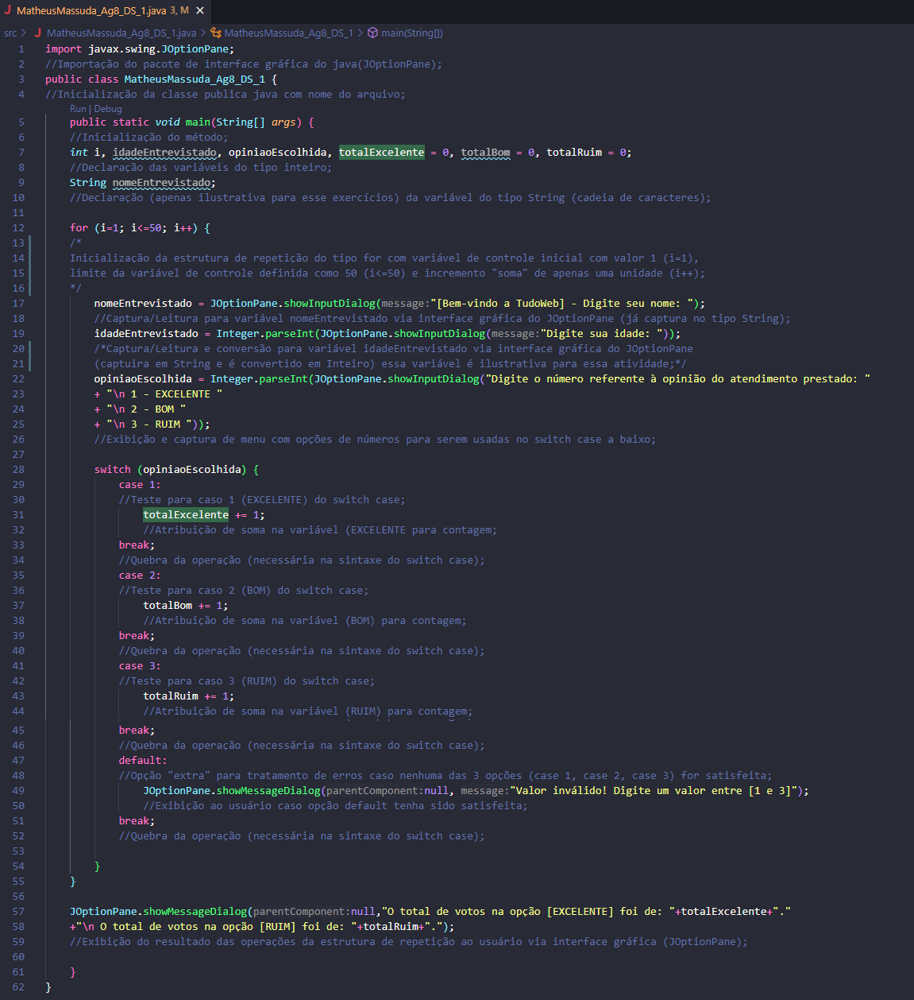 MatheusMassuda_Ag8_DS_1.java 3, M
src > MatheusMassuda_Ag8_DS_1.java > MatheusMassuda_Ag8_DS_1 > main(String[])
1 import javax.swing.JOptionPane;
2 //Importação do pacote de interface gráfica do java(JOptionPane);
3 public class MatheusMassuda_Ag8_DS_1 {
4 //Inicialização da classe publica java com nome do arquivo;
Run | Debug
5 public static void main(String[] args) {
6 //Inicialização do método;
7 int i, idadeEntrevistado, opiniaoEscolhida, totalExcelente = 0, totalBom = 0, totalRuim = 0;
8 //Declaração das variáveis do tipo inteiro;
9 String nomeEntrevistado;
10 //Declaração (apenas ilustrativa para esse exercícios) da variável do tipo String (cadeia de caracteres);
11
12 for (i=1; i<=50; i++) {
13 /*
14 Inicialização da estrutura de repetição do tipo for com variável de controle inicial com valor 1 (i=1),
15 limite da variável de controle definida como 50 (i<=50) e incremento "soma" de apenas uma unidade (i++);
16 */
17 nomeEntrevistado = JOptionPane.showInputDialog(message:"[Bem-vindo a TudoWeb] - Digite seu nome: ");
18 //Captura/Leitura para variável nomeEntrevistado via interface gráfica do JOptionPane (já captura no tipo String);
19 idadeEntrevistado = Integer.parseInt(JOptionPane.showInputDialog(message:"Digite sua idade: "));
20 /*Captura/Leitura e conversão para variável idadeEntrevistado via interface gráfica do JOptionPane
21 (captuira em String e é convertido em Inteiro) essa variável é ilustrativa para essa atividade;*/
22 opiniaoEscolhida = Integer.parseInt(JOptionPane.showInputDialog("Digite o número referente à opinião do atendimento prestado: "
23 + "\n 1 - EXCELENTE "
24 + "\n 2 - BOM "
25 + "\n 3 - RUIM "));
26 //Exibição e captura de menu com opções de números para serem usadas no switch case a baixo;
27
28 switch (opiniaoEscolhida) {
29 case 1:
30 //Teste para caso 1 (EXCELENTE) do switch case;
31 totalExcelente += 1;
32 //Atribuição de soma na variável (EXCELENTE para contagem;
33 break;
34 //Quebra da operação (necessária na sintaxe do switch case);
35 case 2:
36 //Teste para caso 2 (BOM) do switch case;
37 totalBom += 1;
38 //Atribuição de soma na variável (BOM) para contagem;
39 break;
40 //Quebra da operação (necessária na sintaxe do switch case);
41 case 3:
42 //Teste para caso 3 (RUIM) do switch case;
43 totalRuim += 1;
44 //Atribuição de soma na variável (RUIM) para contagem;
45 break;
46 //Quebra da operação (necessária na sintaxe do switch case);
47 default:
48 //Opção "extra" para tratamento de erros caso nenhuma das 3 opções (case 1, case 2, case 3) for satisfeita;
49 JOptionPane.showMessageDialog(parentComponent:null, message:"Valor inválido! Digite um valor entre [1 e 3]");
50 //Exibição ao usuário caso opção default tenha sido satisfeita;
51 break;
52 //Quebra da operação (necessária na sintaxe do switch case);
53
54 }
55 }
56
57 JOptionPane.showMessageDialog(parentComponent:null,"O total de votos na opção [EXCELENTE] foi de: "+totalExcelente+"."
58 +"\n O total de votos na opção [RUIM] foi de: "+totalRuim+".");
59 //Exibição do resultado das operações da estrutura de repetição ao usuário via interface gráfica (JOptionPane);
60
61 }
62 }